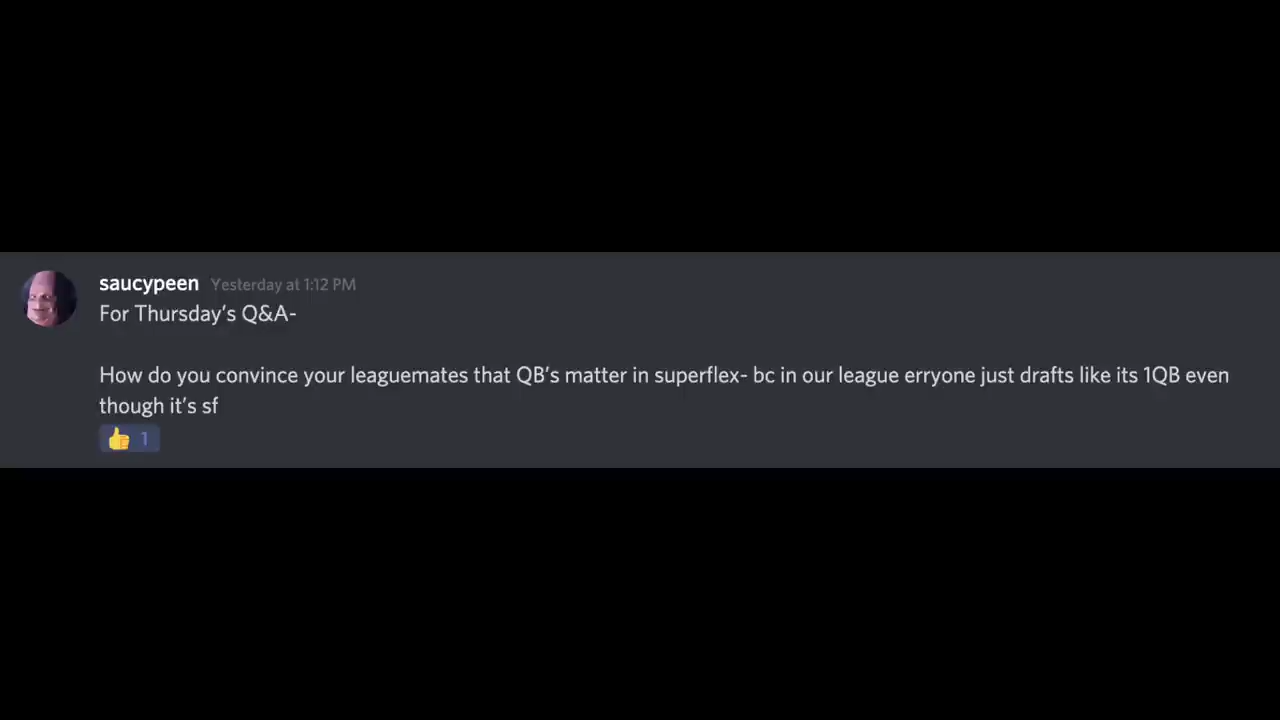 saucypeen Yesterday at 1:12 PM
For Thursday's Q&A-
How do you convince your leaguemates that QB's matter in superflex- bc in our league erryone just drafts like its 1QB even
though it's sf
👍 1